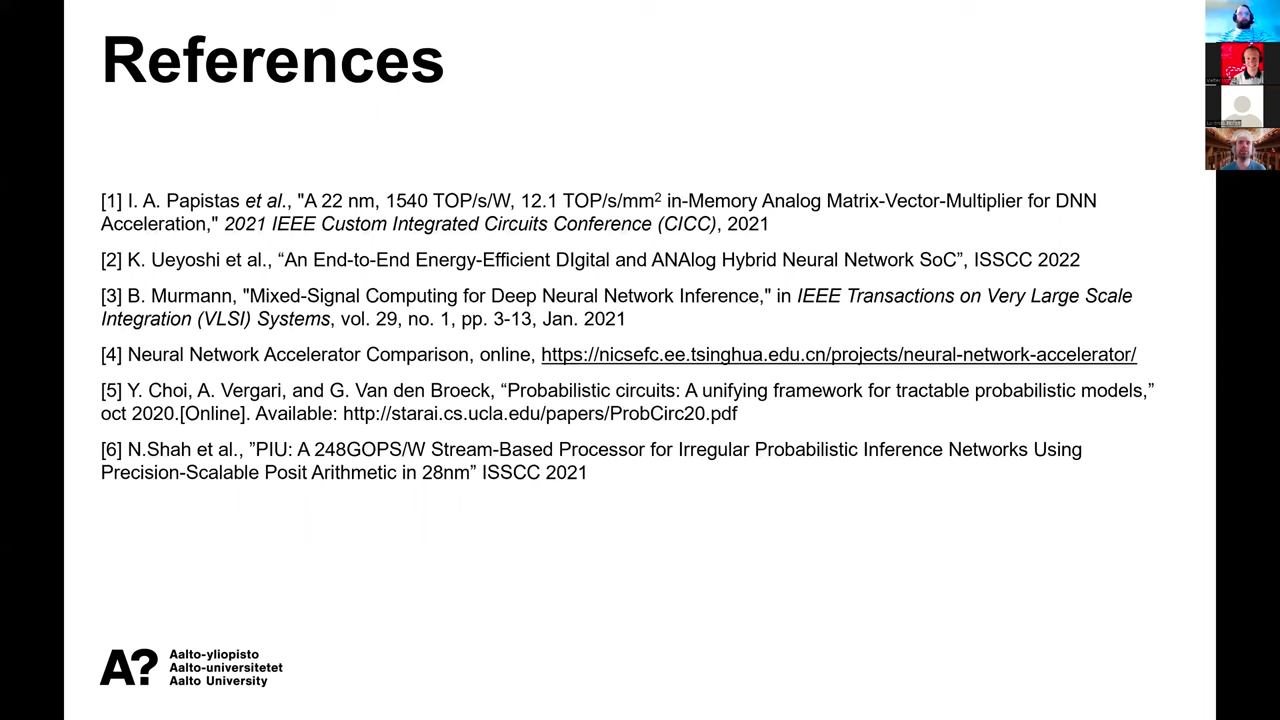 References
[1] I. A. Papistas et al., "A 22 nm, 1540 TOP/s/W, 12.1 TOP/s/mm² in-Memory Analog Matrix-Vector-Multiplier for DNN
Acceleration," 2021 IEEE Custom Integrated Circuits Conference (CICC), 2021
[2] K. Ueyoshi et al., “An End-to-End Energy-Efficient DIgital and ANAlog Hybrid Neural Network SoC”, ISSCC 2022
[3] B. Murmann, "Mixed-Signal Computing for Deep Neural Network Inference," in IEEE Transactions on Very Large Scale
Integration (VLSI) Systems, vol. 29, no. 1, pp. 3-13, Jan. 2021
[4] Neural Network Accelerator Comparison, online, https://nicsefc.ee.tsinghua.edu.cn/projects/neural-network-accelerator/
[5] Y. Choi, A. Vergari, and G. Van den Broeck, “Probabilistic circuits: A unifying framework for tractable probabilistic models,”
oct 2020.[Online]. Available: http://starai.cs.ucla.edu/papers/ProbCirc20.pdf
[6] N.Shah et al., ”PIU: A 248GOPS/W Stream-Based Processor for Irregular Probabilistic Inference Networks Using
Precision-Scalable Posit Arithmetic in 28nm” ISSCC 2021
A?
Aalto-yliopisto
Aalto-universitetet
Aalto University